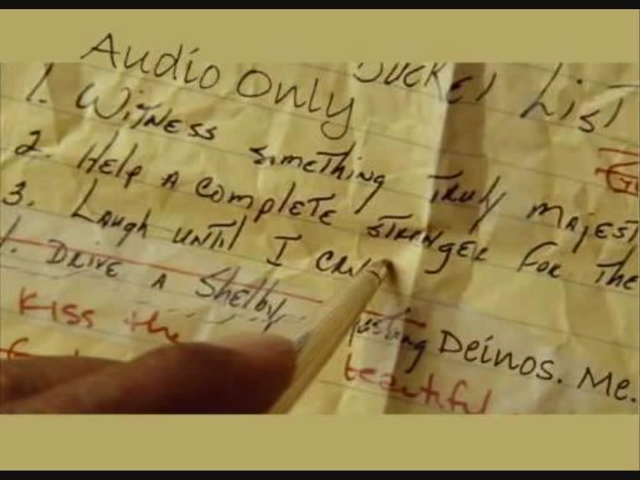 Audio Only
BUCKET LIST
1. WITNESS SOMETHING TRULY MAJEST
2. HELP A COMPLETE STRANGER FOR THE
3. LAUGH UNTIL I CRY
DRIVE A Shelby
Kiss the
beautiful
Deinos. Me.